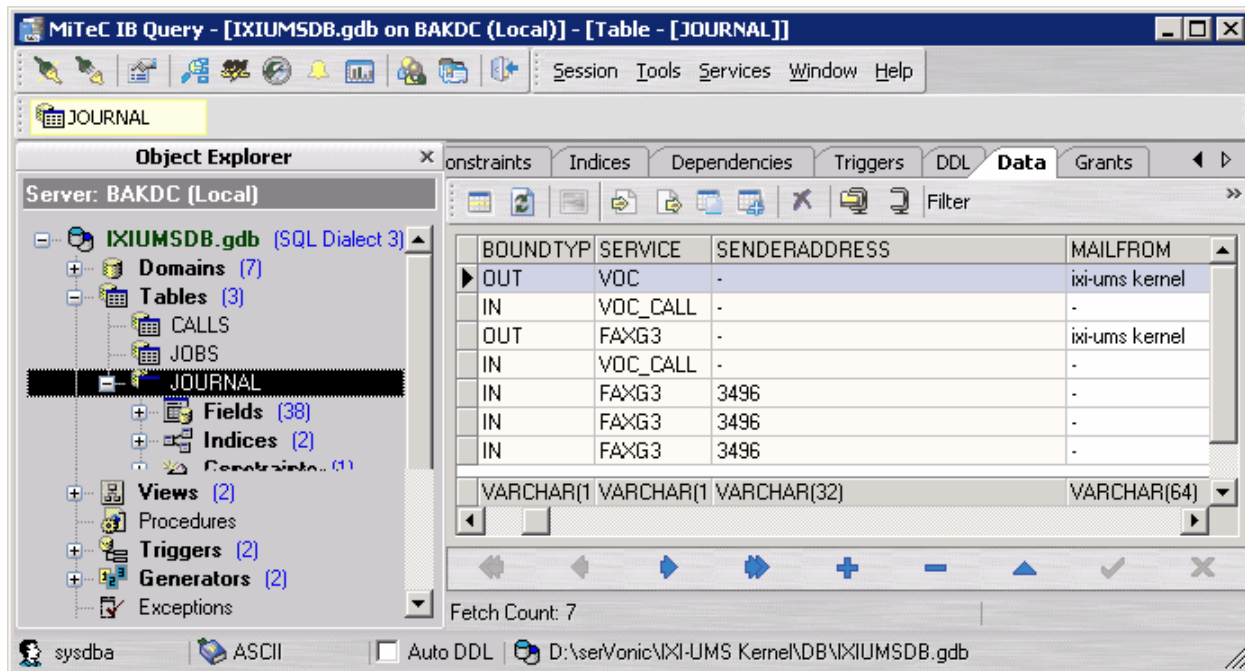 MiTeC IB Query - [IXIUMSDB.gdb on BAKDC (Local)] - [Table - [JOURNAL]]
Session Tools Services Window Help
JOURNAL
Object Explorer
Server: BAKDC (Local)
IXIUMSDB.gdb (SQL Dialect 3)
Domains (7)
Tables (3)
CALLS
JOBS
JOURNAL
Fields (38)
Indices (2)
Constraints (1)
Views (2)
Procedures
Triggers (2)
Generators (2)
Exceptions
onstraints Indices Dependencies Triggers DDL Data Grants
Filter
BOUNDTYP SERVICE SENDERADDRESS MAILFROM
OUT VOC - ixi-ums kernel
IN VOC_CALL - -
OUT FAXG3 - ixi-ums kernel
IN VOC_CALL - -
IN FAXG3 3496 -
IN FAXG3 3496 -
IN FAXG3 3496 -
VARCHAR(1 VARCHAR(1 VARCHAR(32) VARCHAR(64)
Fetch Count: 7
sysdba ASCII Auto DDL D:\serVonic\IXI-UMS Kernel\DB\IXIUMSDB.gdb